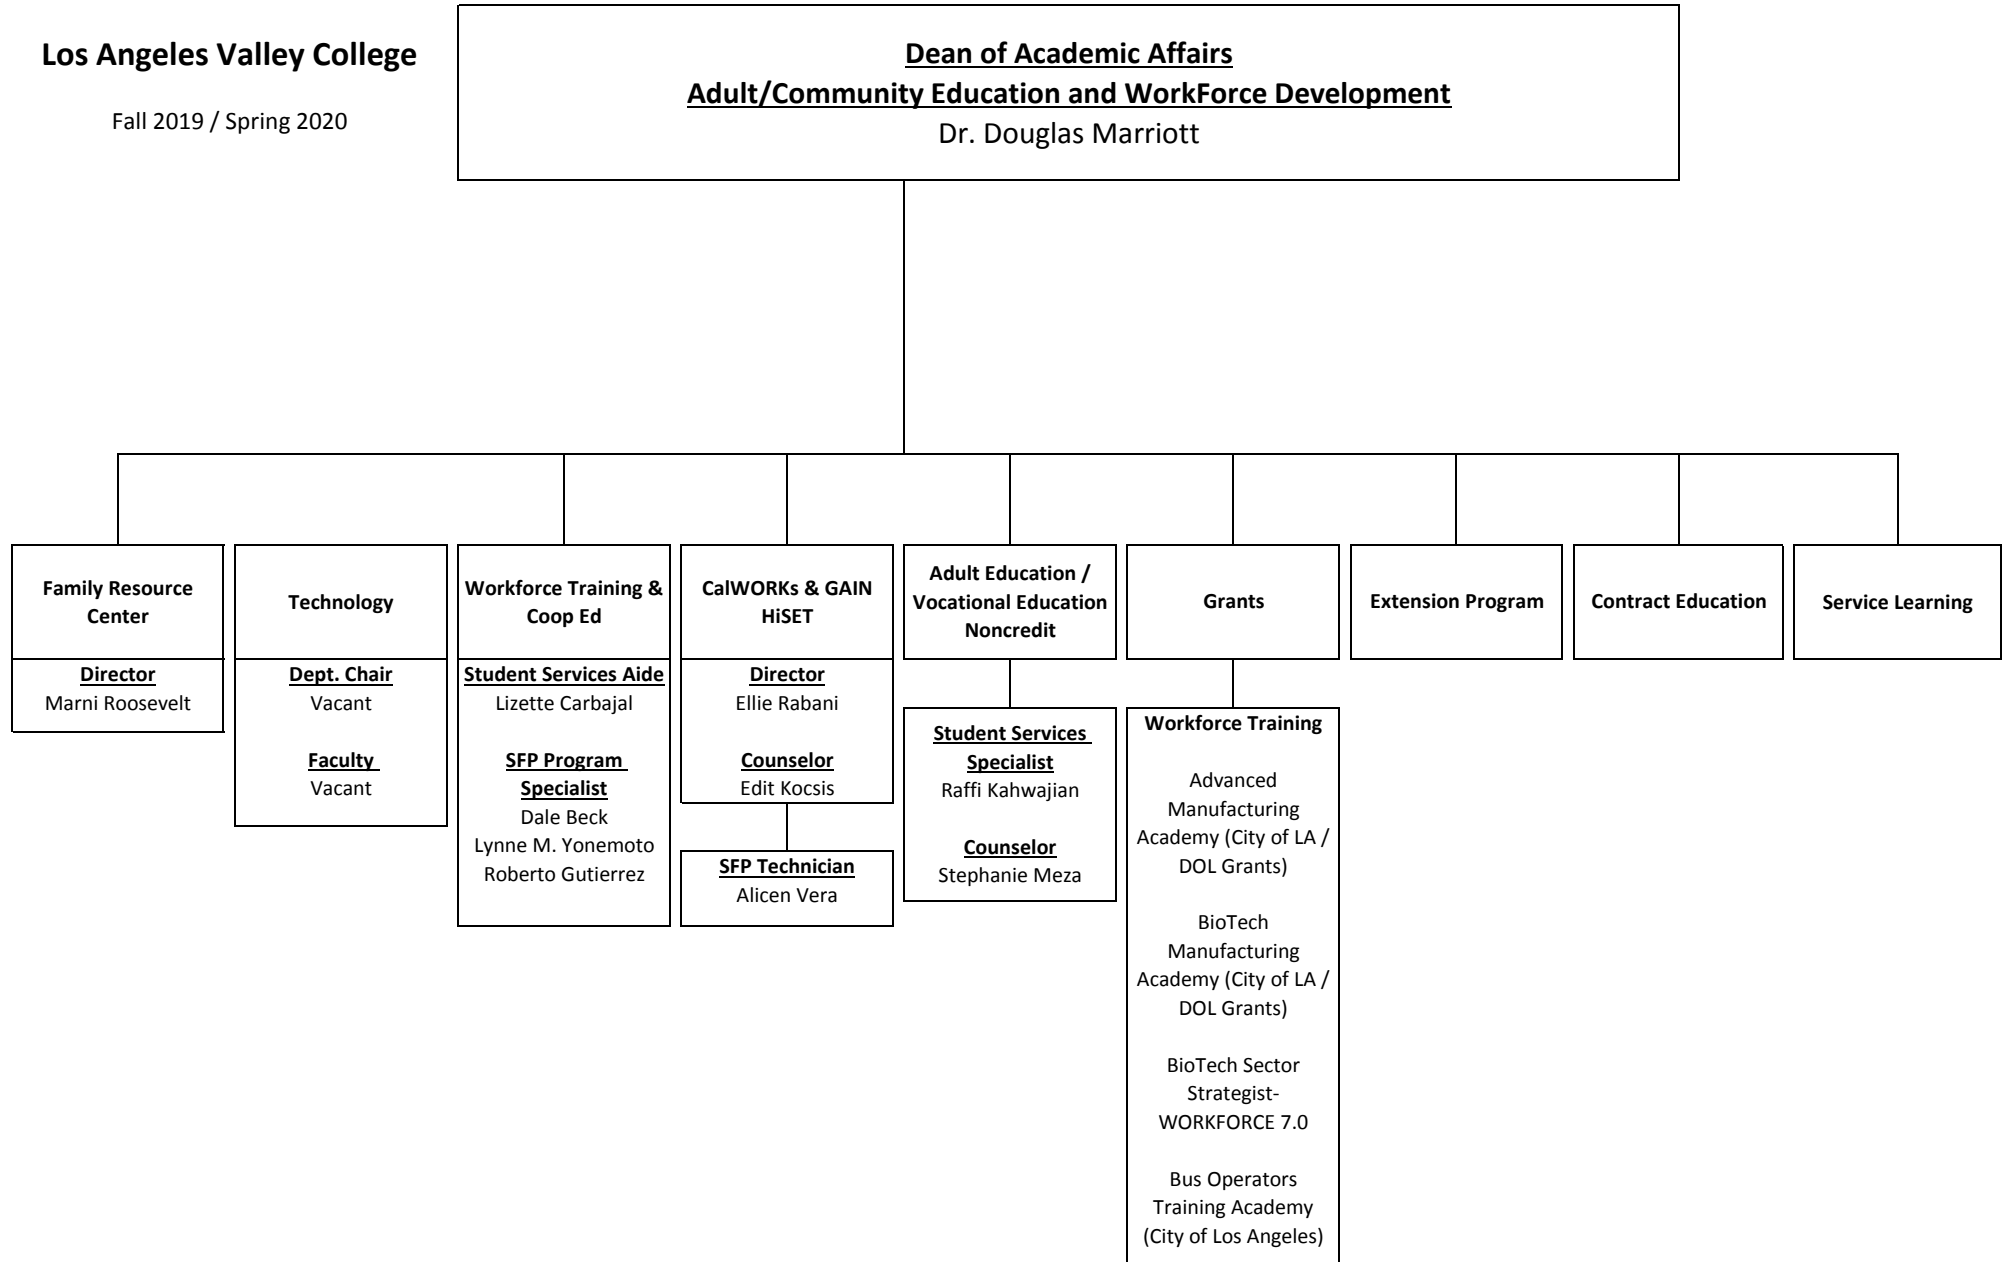 Los Angeles Valley College
Fall 2019 / Spring 2020
Dean of Academic Affairs
Adult/Community Education and WorkForce Development
Dr. Douglas Marriott
Family Resource
Center
Director
Marni Roosevelt
Technology
Dept. Chair
Vacant
Faculty
Vacant
Workforce Training &
Coop Ed
Student Services Aide
Lizette Carbajal
SFP Program
Specialist
Dale Beck
Lynne M. Yonemoto
Roberto Gutierrez
CalWORKs & GAIN
HiSET
Director
Ellie Rabani
Counselor
Edit Kocsis
SFP Technician
Alicen Vera
Adult Education /
Vocational Education
Noncredit
Student Services
Specialist
Raffi Kahwajian
Counselor
Stephanie Meza
Grants
Workforce Training
Advanced
Manufacturing
Academy (City of LA /
DOL Grants)
BioTech
Manufacturing
Academy (City of LA /
DOL Grants)
BioTech Sector
Strategist-
WORKFORCE 7.0
Bus Operators
Training Academy
(City of Los Angeles)
Extension Program
Contract Education
Service Learning